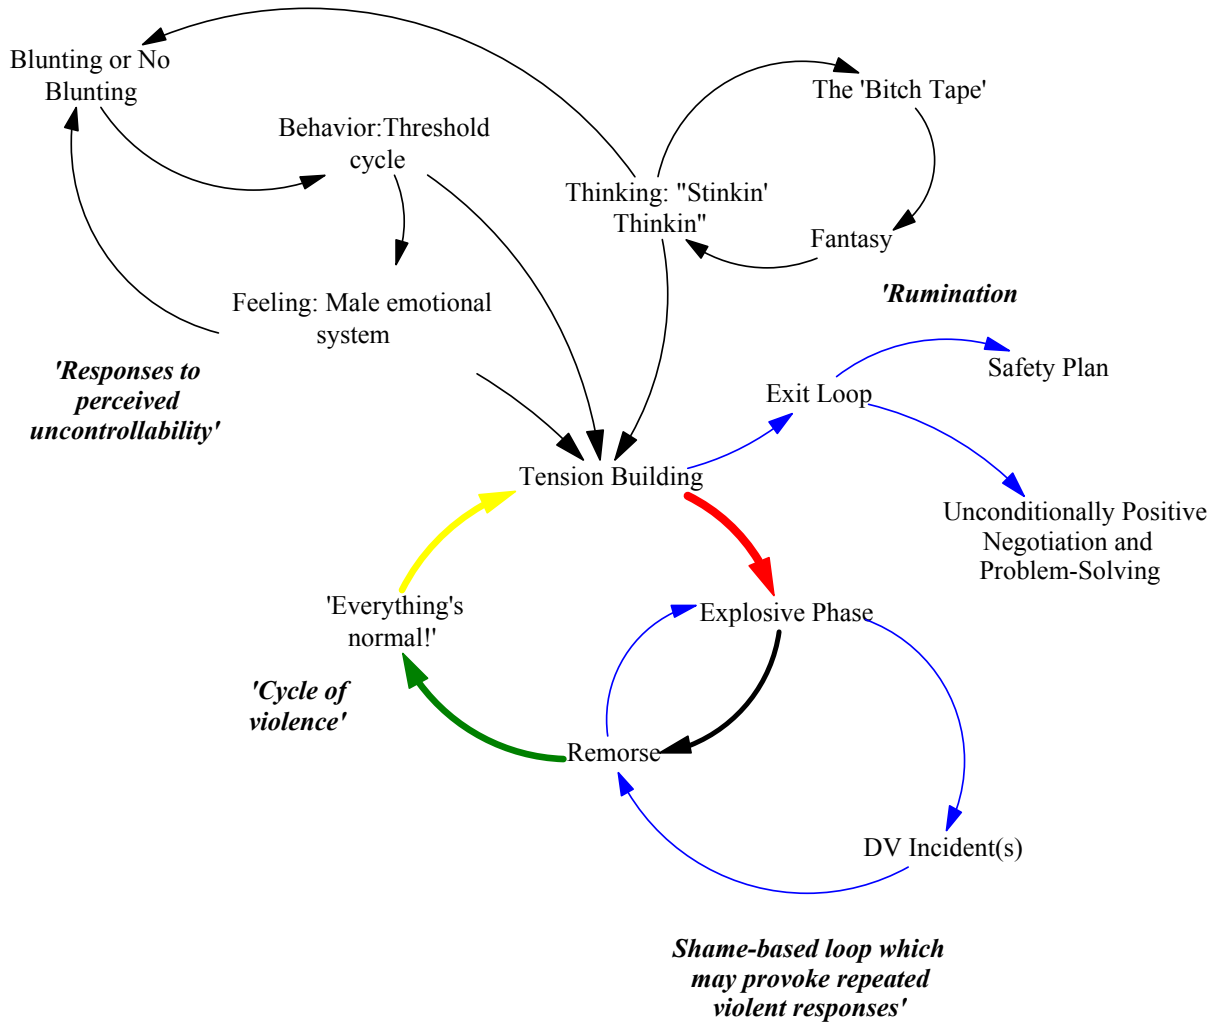 Blunting or No
Blunting
Behavior:Threshold
cycle
The 'Bitch Tape'
Thinking: "Stinkin'
Thinkin"
Fantasy
'Rumination
Feeling: Male emotional
system
'Responses to
perceived
uncontrollability'
Safety Plan
Exit Loop
Tension Building
Unconditionally Positive
Negotiation and
Problem-Solving
'Everything's
normal!'
Explosive Phase
'Cycle of
violence'
Remorse
DV Incident(s)
Shame-based loop which
may provoke repeated
violent responses'